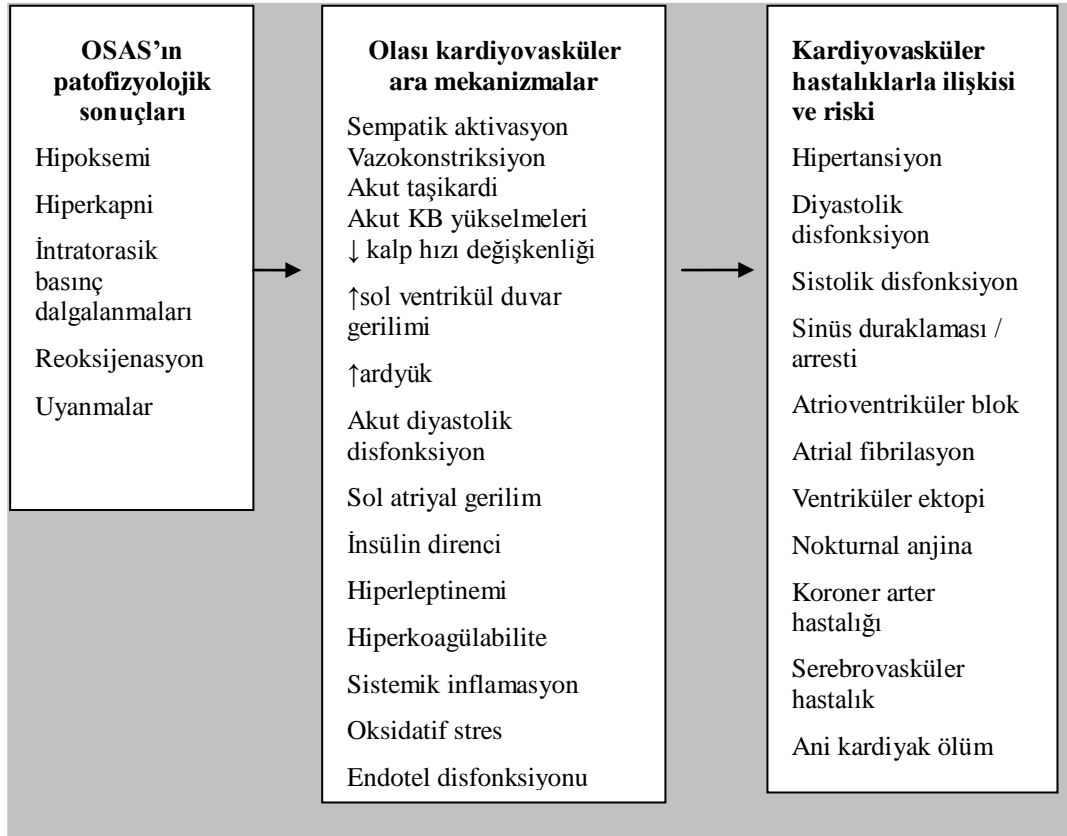 OSAS’ın
patofizyolojik
sonuçları
Hipoksemi
Hiperkapni
İntratorasik
basınç
dalgalanmaları
Reoksijenasyon
Uyanmalar
Olası kardiyovasküler
ara mekanizmalar
Sempatik aktivasyon
Vazokonstriksiyon
Akut taşikardi
Akut KB yükselmeleri
↓ kalp hızı değişkenliği
↑sol ventrikül duvar
gerilimi
↑ardyük
Akut diyastolik
disfonksiyon
Sol atriyal gerilim
İnsülin direnci
Hiperleptinemi
Hiperkoagülabilite
Sistemik inflamasyon
Oksidatif stres
Endotel disfonksiyonu
Kardiyovasküler
hastalıklarla ilişkisi
ve riski
Hipertansiyon
Diyastolik
disfonksiyon
Sistolik disfonksiyon
Sinüs duraklaması /
arresti
Atrioventriküler blok
Atrial fibrilasyon
Ventriküler ektopi
Nokturnal anjina
Koroner arter
hastalığı
Serebrovasküler
hastalık
Ani kardiyak ölüm